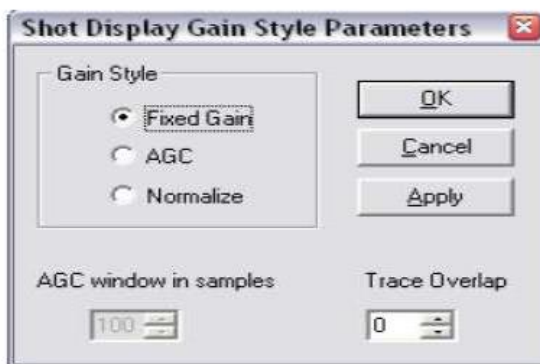 Shot Display Gain Style Parameters
Gain Style
Fixed Gain
AGC
Normalize
OK
Cancel
Apply
AGC window in samples
100
Trace Overlap
0